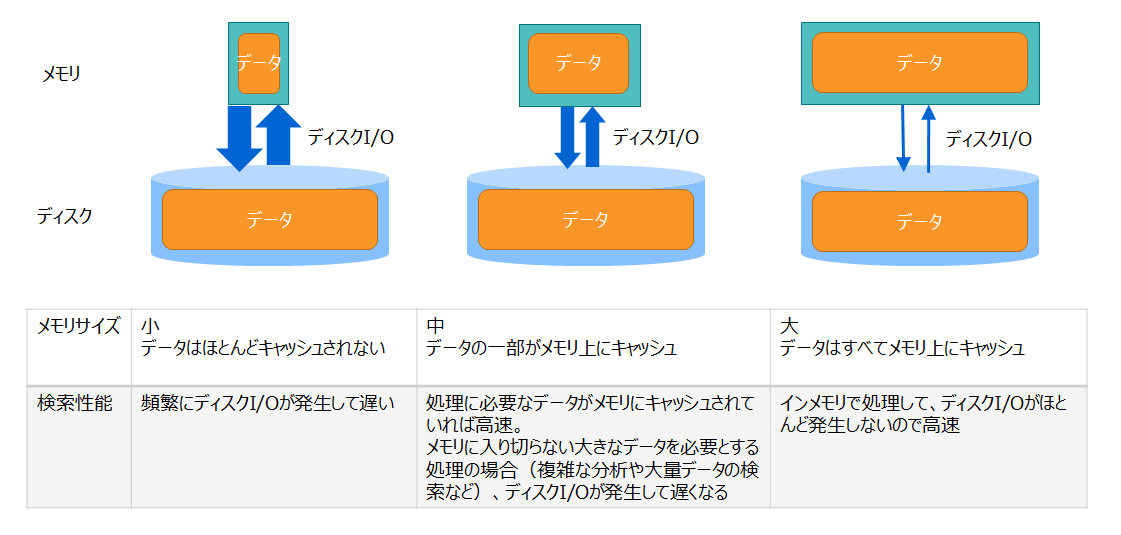 メモリ
データ
データ
データ
ディスクI/O
ディスクI/O
ディスクI/O
ディスク
データ
データ
データ
メモリサイズ
小
データはほとんどキャッシュされない
中
データの一部がメモリ上にキャッシュ
大
データはすべてメモリ上にキャッシュ
検索性能
頻繁にディスクI/Oが発生して遅い
処理に必要なデータがメモリにキャッシュされて
いれば高速。
メモリに入り切らない大きなデータを必要とする
処理の場合（複雑な分析や大量データの検
索など）、ディスクI/Oが発生して遅くなる
インメモリで処理して、ディスクI/Oがほと
んど発生しないので高速